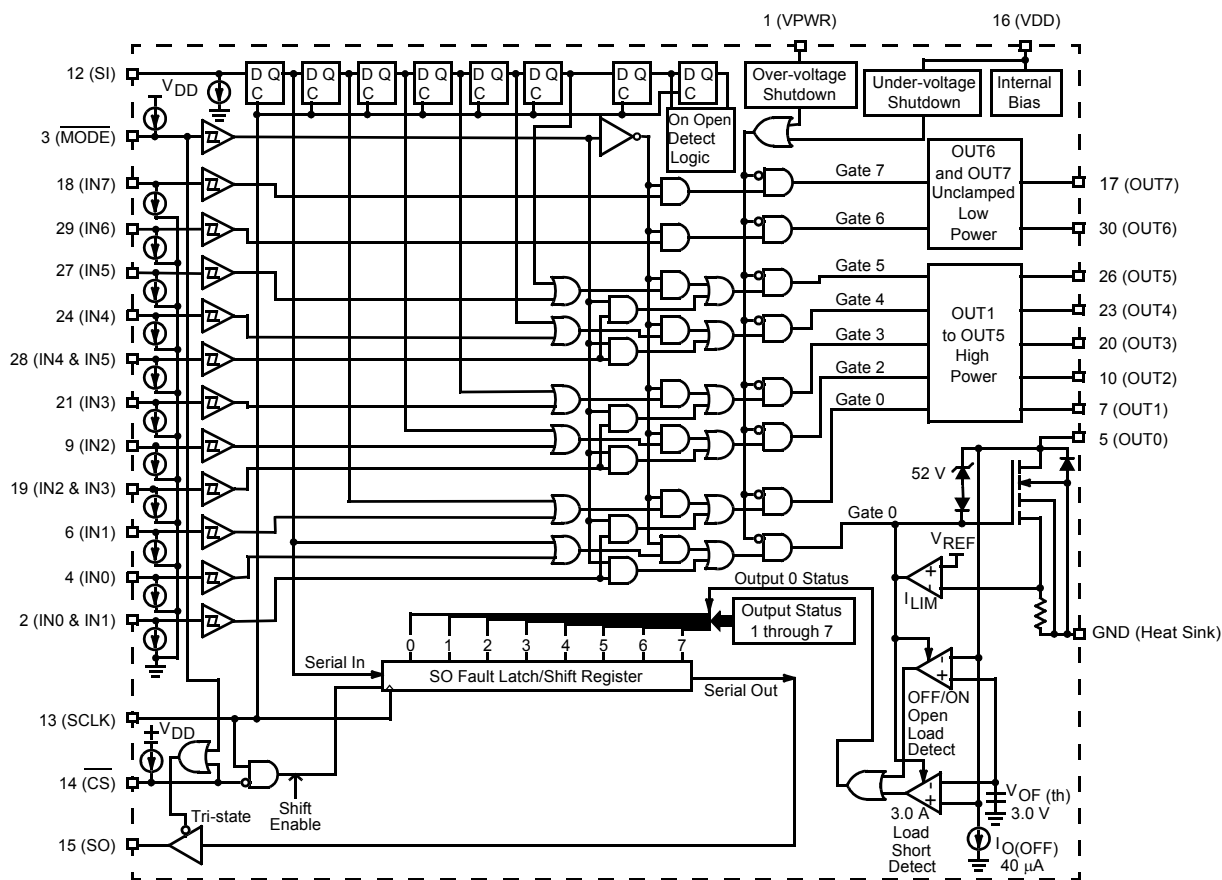 1 (VPWR)
16 (VDD)
12 (SI)
D Q
C
D Q
C
D Q
C
D Q
C
D Q
C
D Q
C
D Q
C
D Q
C
Over-voltage
Shutdown
Under-voltage
Shutdown
Internal
Bias
VDD
3 (MODE)
On Open
Detect
Logic
18 (IN7)
Gate 7
OUT6
and OUT7
Unclamped
Low
Power
17 (OUT7)
29 (IN6)
Gate 6
30 (OUT6)
27 (IN5)
Gate 5
26 (OUT5)
24 (IN4)
Gate 4
OUT1
to OUT5
High
Power
23 (OUT4)
28 (IN4 & IN5)
Gate 3
20 (OUT3)
21 (IN3)
Gate 2
10 (OUT2)
Gate 0
7 (OUT1)
9 (IN2)
5 (OUT0)
52 V
19 (IN2 & IN3)
6 (IN1)
Gate 0
VREF
4 (IN0)
+
-
ILIM
2 (IN0 & IN1)
Output 0 Status
Output Status
1 through 7
GND (Heat Sink)
0 1 2 3 4 5 6 7
Serial In
SO Fault Latch/Shift Register
Serial Out
-
+
OFF/ON
Open
Load
Detect
13 (SCLK)
+VDD
14 (CS)
Shift
Enable
Tri-state
15 (SO)
-
+
3.0 A
Load
Short
Detect
VOF (th)
3.0 V
IO(OFF)
40 μA